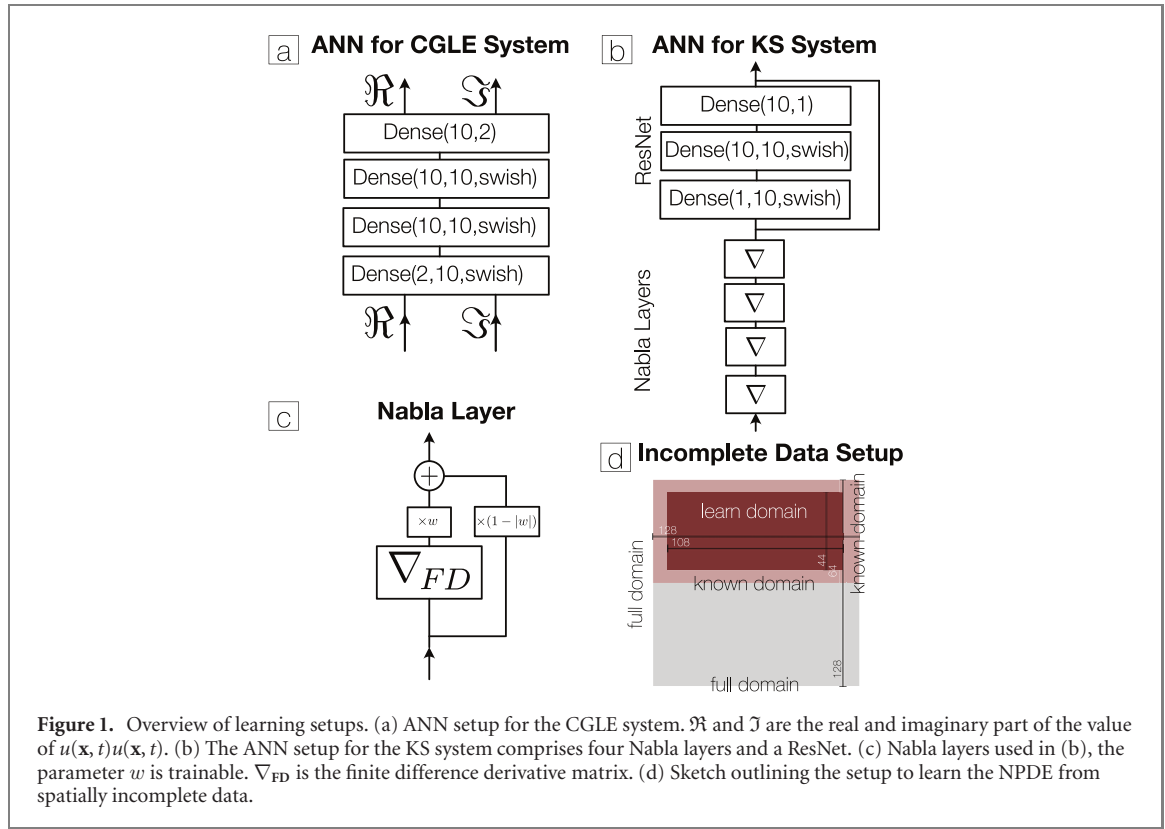 a ANN for CGLE System
ℜ ℑ
Dense(10,2)
Dense(10,10,swish)
Dense(10,10,swish)
Dense(2,10,swish)
ℜ ℑ
b ANN for KS System
ResNet
Dense(10,1)
Dense(10,10,swish)
Dense(1,10,swish)
Nabla Layers
∇
∇
∇
∇
c Nabla Layer
+
×w ×(1 − |w|)
∇FD
d Incomplete Data Setup
learn domain
128
108
44
64
known domain
known domain
full domain
128
full domain
Figure 1. Overview of learning setups. (a) ANN setup for the CGLE system. ℜ and ℑ are the real and imaginary part of the value
of u(x, t)u(x, t). (b) The ANN setup for the KS system comprises four Nabla layers and a ResNet. (c) Nabla layers used in (b), the
parameter w is trainable. ∇FD is the finite difference derivative matrix. (d) Sketch outlining the setup to learn the NPDE from
spatially incomplete data.